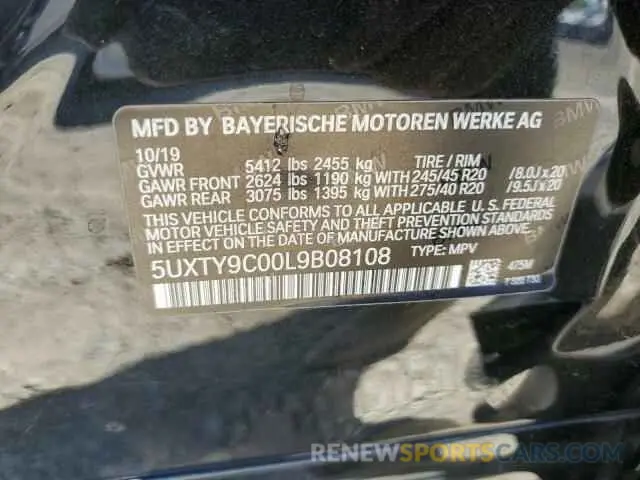 MFD BY BAYERISCHE MOTOREN WERKE AG
10/19
GVWR 5412 lbs 2455 kg TIRE / RIM
GAWR FRONT 2624 lbs 1190 kg WITH 245/45 R20 /8.0J x 20
GAWR REAR 3075 lbs 1395 kg WITH 275/40 R20 /9.5J x 20
THIS VEHICLE CONFORMS TO ALL APPLICABLE U. S. FEDERAL
MOTOR VEHICLE SAFETY AND THEFT PREVENTION STANDARDS
IN EFFECT ON THE DATE OF MANUFACTURE SHOWN ABOVE.
5UXTY9C00L9B08108 TYPE: MPV
475M
RENEWSPORTSCARS.COM